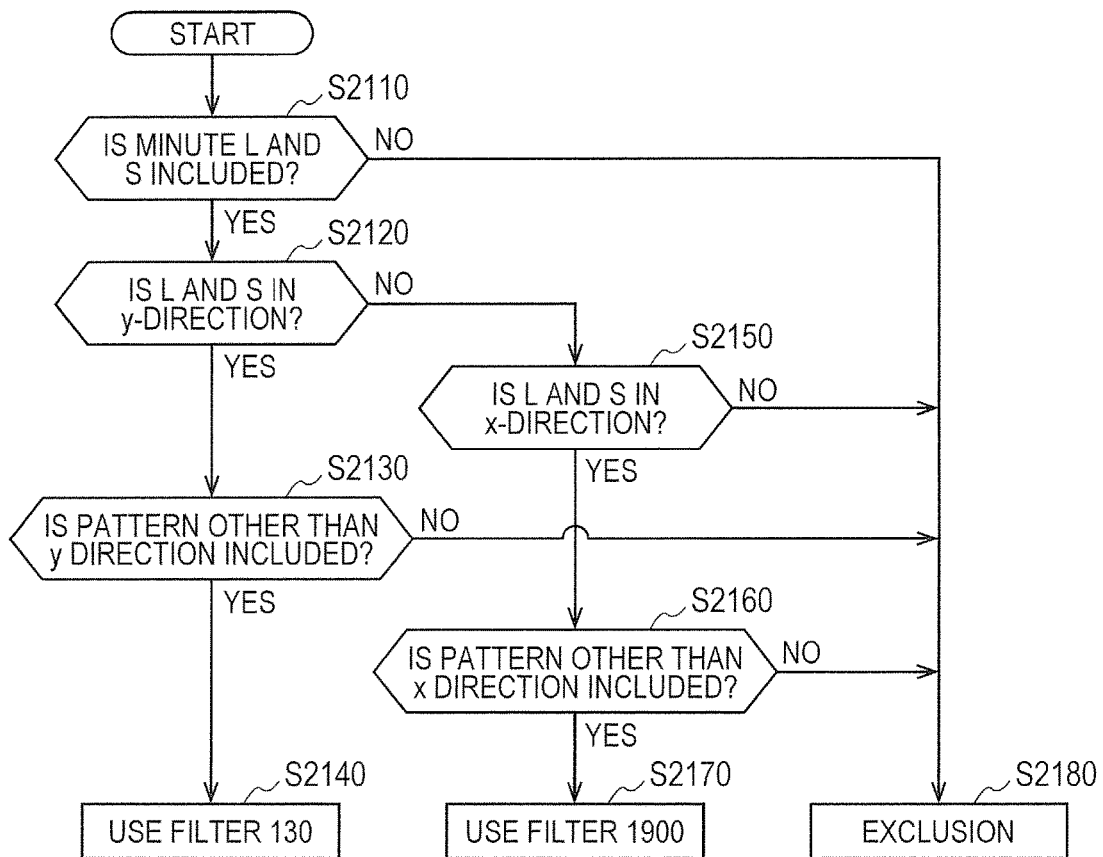 START
S2110
IS MINUTE L AND
S INCLUDED?
NO
YES
S2120
IS L AND S IN
y-DIRECTION?
NO
YES
S2150
IS L AND S IN
x-DIRECTION?
NO
YES
S2130
IS PATTERN OTHER THAN
y DIRECTION INCLUDED?
NO
YES
S2160
IS PATTERN OTHER THAN
x DIRECTION INCLUDED?
NO
YES
S2140
USE FILTER 130
S2170
USE FILTER 1900
S2180
EXCLUSION